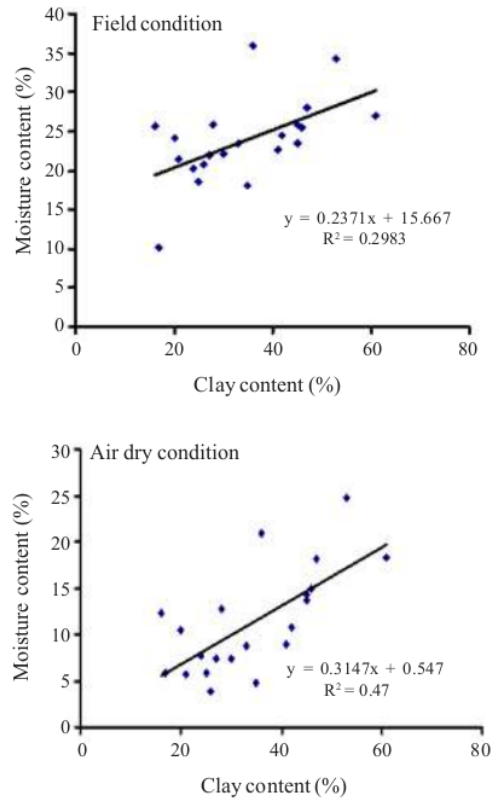 Field condition
40
35
30
25
20
15
10
5
0
Moisture content (%)
y = 0.2371x + 15.667
R² = 0.2983
0 20 40 60 80
Clay content (%)
Air dry condition
30
25
20
15
10
5
0
Moisture content (%)
y = 0.3147x + 0.547
R² = 0.47
0 20 40 60 80
Clay content (%)